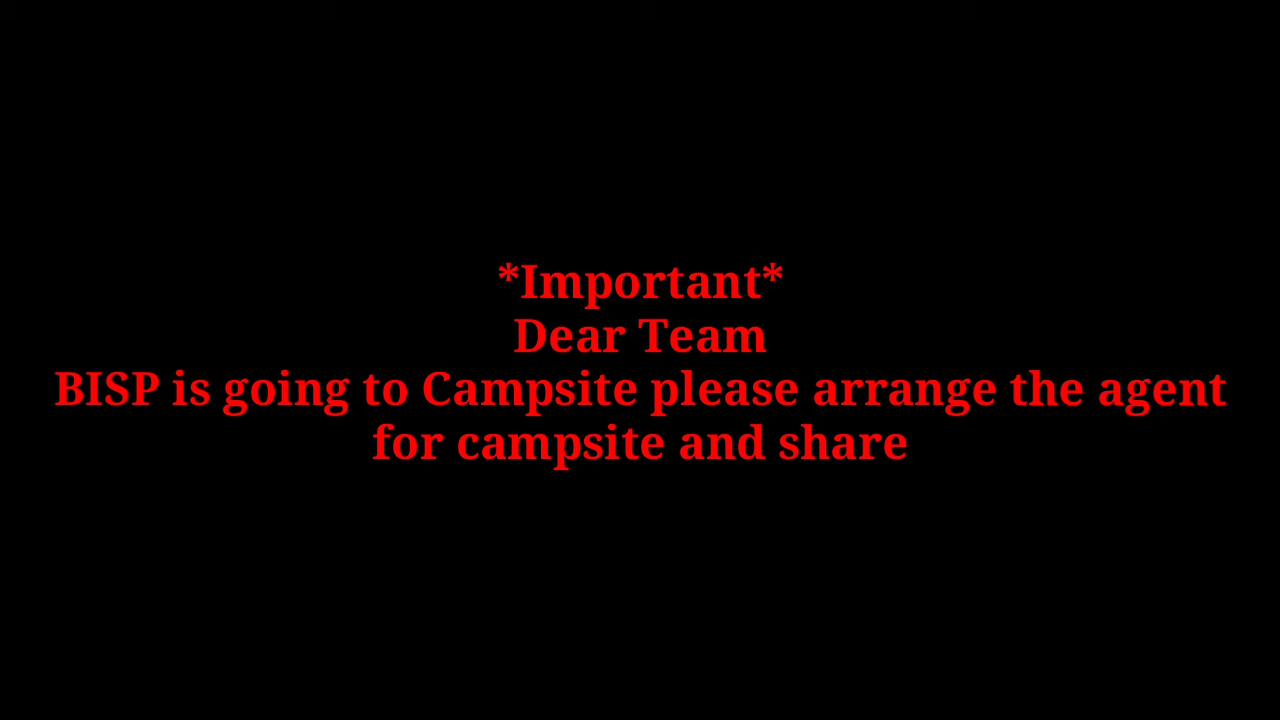 *Important*
Dear Team
BISP is going to Campsite please arrange the agent
for campsite and share